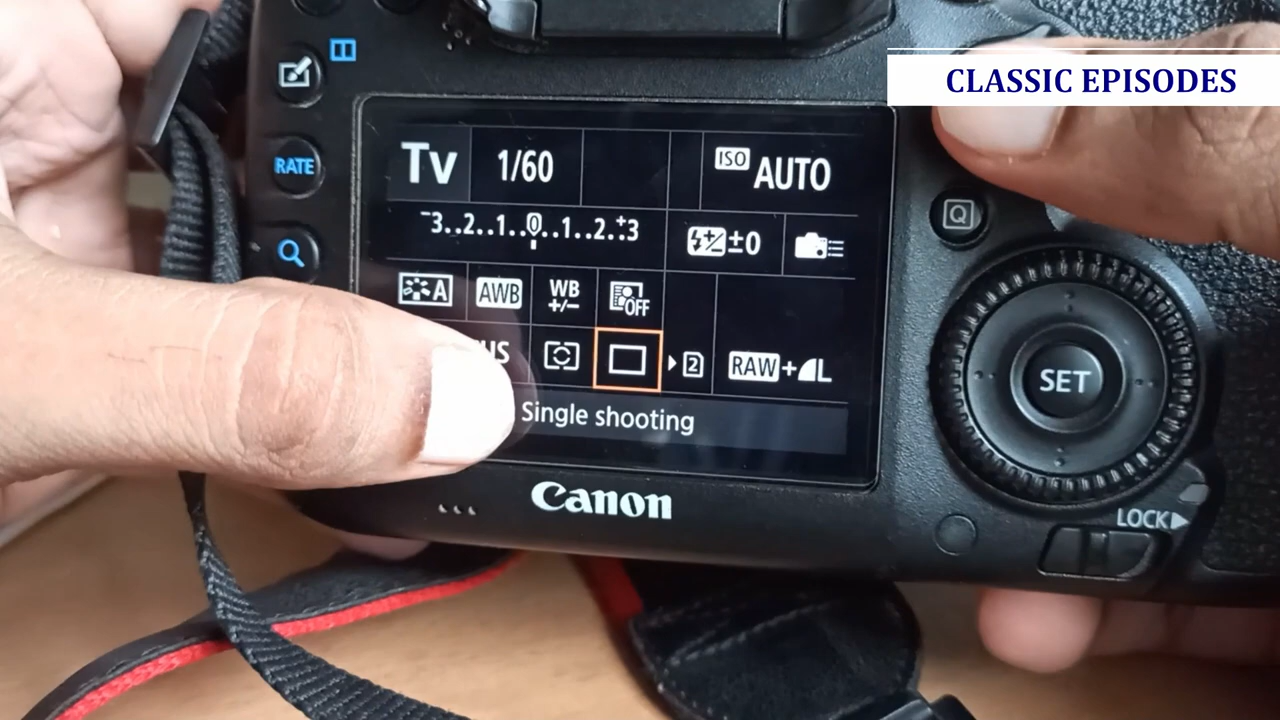 CLASSIC EPISODES
RATE
Tv 1/60 ISO AUTO
-3..2..1..0..1..2..+3 ±0
A AWB WB +/- OFF
2 RAW+L
Single shooting
Q
SET
Canon
LOCK▶